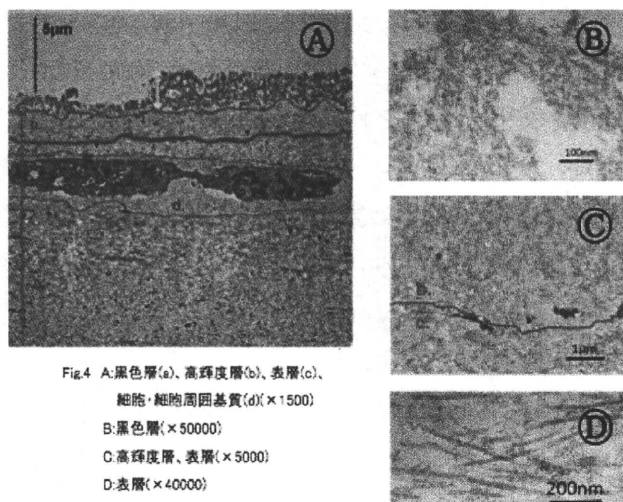 5μm
Ⓐ
d
Ⓑ
100nm
Ⓒ
1μm
Ⓓ
200nm
Fig.4 A:黒色層(a)、高輝度層(b)、表層(c)、
細胞・細胞周囲基質(d)(×1500)
B:黒色層(×50000)
C:高輝度層、表層(×5000)
D:表層(×40000)